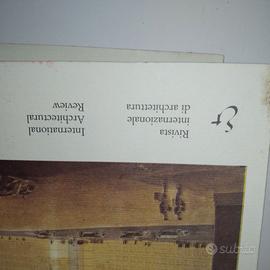 Rivista
internazionale
di architettura
International
Architectural
Review
subito